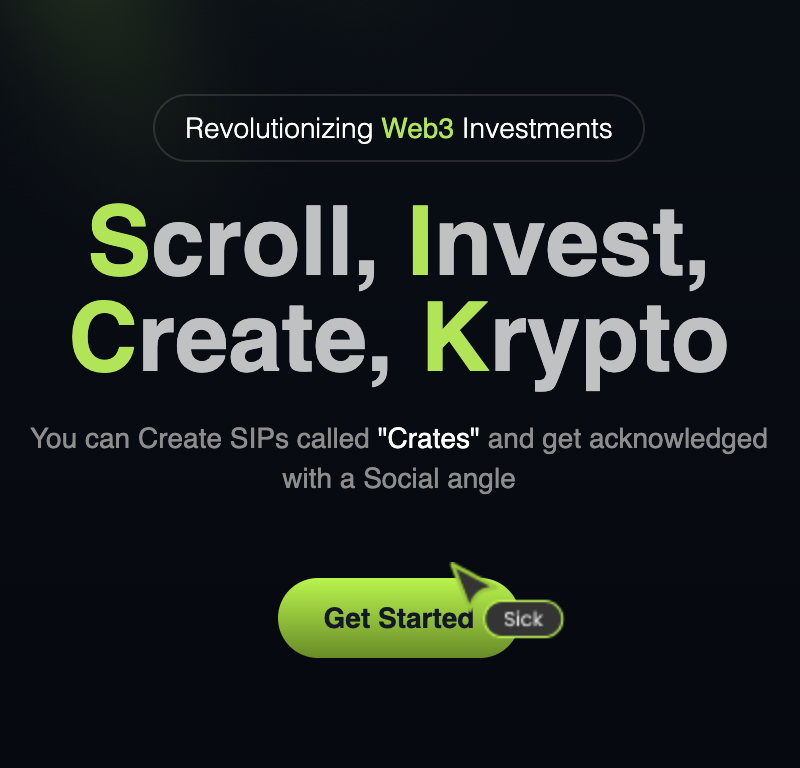 Revolutionizing Web3 Investments
Scroll, Invest,
Create, Krypto
You can Create SIPs called "Crates" and get acknowledged
with a Social angle
Get Started
Sick